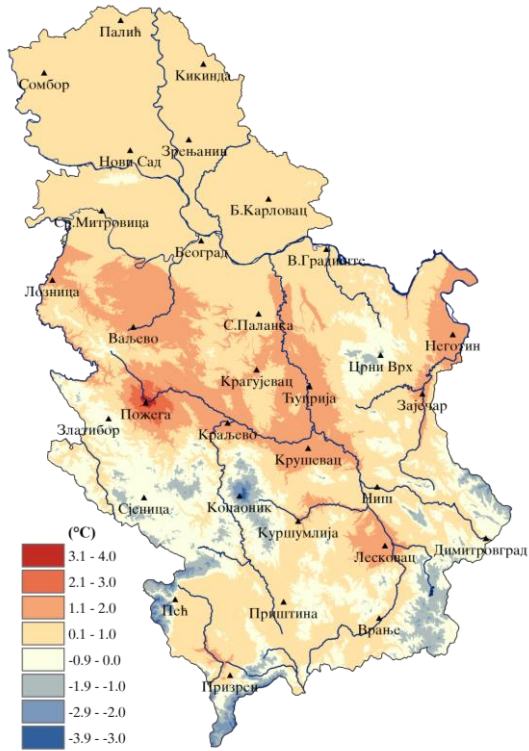 Палић
Кикинда
Сомбор
Зрењанин
Нови Сад
Б.Карловац
Ср.Митровица
Београд
В.Градиште
Лозница
С.Паланка
Ваљево
Неготин
Црни Врх
Крагујевац
Ћуприја
Зајечар
Пожега
Златибор
Краљево
Крушевац
Ниш
Копаоник
Сјеница
Куршумлија
Димитровград
Лесковац
(°C)
3.1 - 4.0
2.1 - 3.0
1.1 - 2.0
0.1 - 1.0
-0.9 - 0.0
-1.9 - -1.0
-2.9 - -2.0
-3.9 - -3.0
Пећ
Приштина
Врање
Призрен